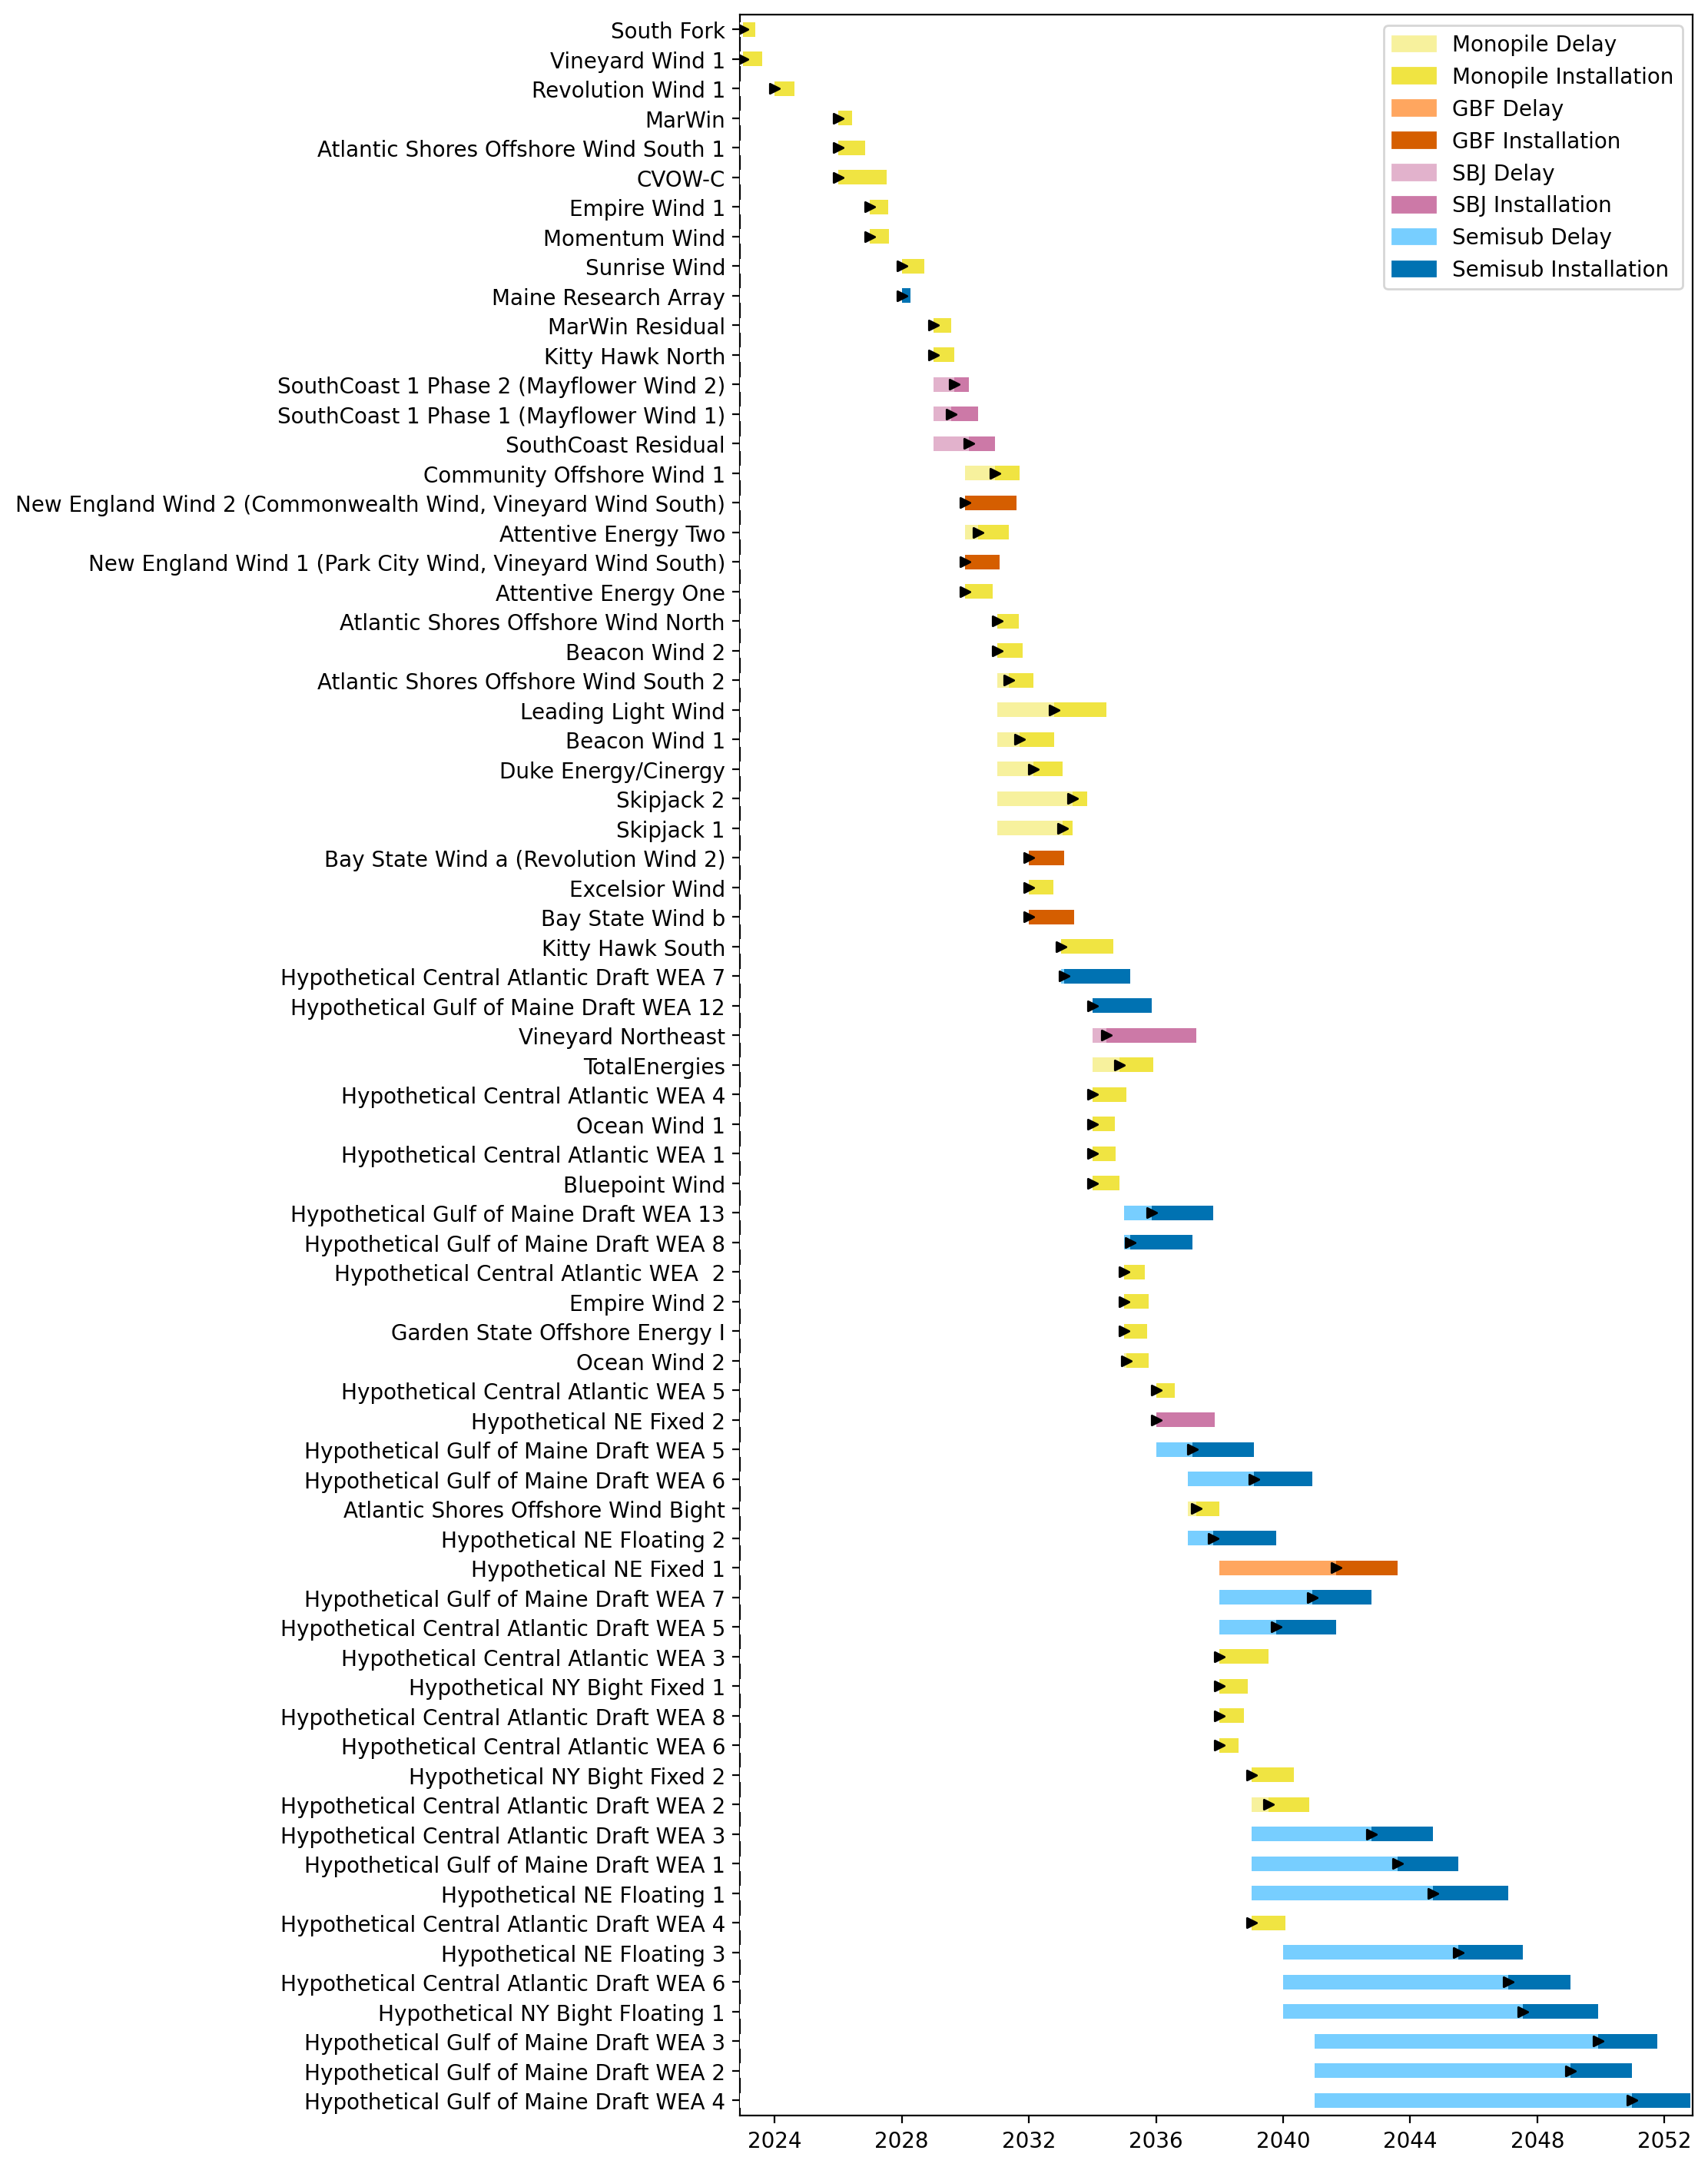 South Fork
Vineyard Wind 1
Revolution Wind 1
MarWin
Atlantic Shores Offshore Wind South 1
CVOW-C
Empire Wind 1
Momentum Wind
Sunrise Wind
Maine Research Array
MarWin Residual
Kitty Hawk North
SouthCoast 1 Phase 2 (Mayflower Wind 2)
SouthCoast 1 Phase 1 (Mayflower Wind 1)
SouthCoast Residual
Community Offshore Wind 1
New England Wind 2 (Commonwealth Wind, Vineyard Wind South)
Attentive Energy Two
New England Wind 1 (Park City Wind, Vineyard Wind South)
Attentive Energy One
Atlantic Shores Offshore Wind North
Beacon Wind 2
Atlantic Shores Offshore Wind South 2
Leading Light Wind
Beacon Wind 1
Duke Energy/Cinergy
Skipjack 2
Skipjack 1
Bay State Wind a (Revolution Wind 2)
Excelsior Wind
Bay State Wind b
Kitty Hawk South
Hypothetical Central Atlantic Draft WEA 7
Hypothetical Gulf of Maine Draft WEA 12
Vineyard Northeast
TotalEnergies
Hypothetical Central Atlantic WEA 4
Ocean Wind 1
Hypothetical Central Atlantic WEA 1
Bluepoint Wind
Hypothetical Gulf of Maine Draft WEA 13
Hypothetical Gulf of Maine Draft WEA 8
Hypothetical Central Atlantic WEA  2
Empire Wind 2
Garden State Offshore Energy I
Ocean Wind 2
Hypothetical Central Atlantic WEA 5
Hypothetical NE Fixed 2
Hypothetical Gulf of Maine Draft WEA 5
Hypothetical Gulf of Maine Draft WEA 6
Atlantic Shores Offshore Wind Bight
Hypothetical NE Floating 2
Hypothetical NE Fixed 1
Hypothetical Gulf of Maine Draft WEA 7
Hypothetical Central Atlantic Draft WEA 5
Hypothetical Central Atlantic WEA 3
Hypothetical NY Bight Fixed 1
Hypothetical Central Atlantic Draft WEA 8
Hypothetical Central Atlantic WEA 6
Hypothetical NY Bight Fixed 2
Hypothetical Central Atlantic Draft WEA 2
Hypothetical Central Atlantic Draft WEA 3
Hypothetical Gulf of Maine Draft WEA 1
Hypothetical NE Floating 1
Hypothetical Central Atlantic Draft WEA 4
Hypothetical NE Floating 3
Hypothetical Central Atlantic Draft WEA 6
Hypothetical NY Bight Floating 1
Hypothetical Gulf of Maine Draft WEA 3
Hypothetical Gulf of Maine Draft WEA 2
Hypothetical Gulf of Maine Draft WEA 4
Monopile Delay
Monopile Installation
GBF Delay
GBF Installation
SBJ Delay
SBJ Installation
Semisub Delay
Semisub Installation
2024 2028 2032 2036 2040 2044 2048 2052